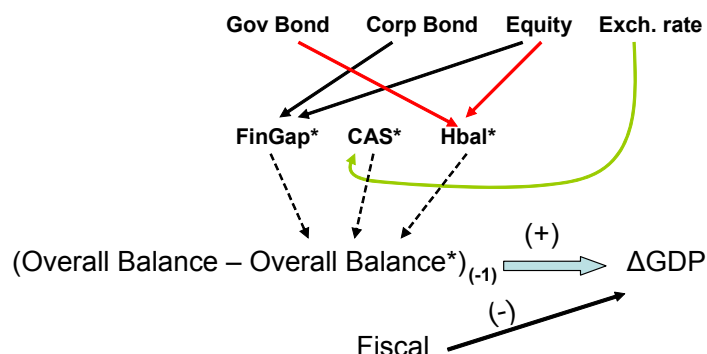 Gov Bond Corp Bond Equity Exch. rate
FinGap* CAS* Hbal*
(+)
(Overall Balance – Overall Balance*)(-1) ΔGDP
(-)
Fiscal